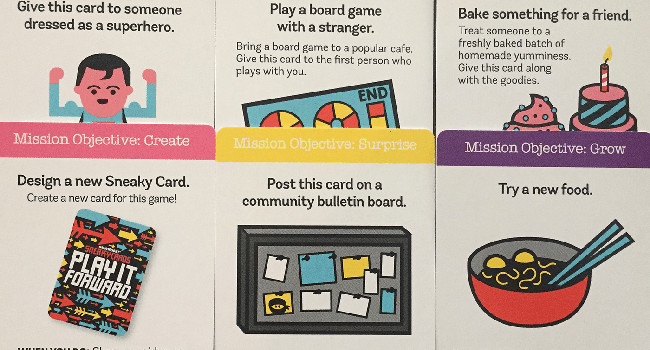 Give this card to someone
dressed as a superhero.
Play a board game
with a stranger.
Bring a board game to a popular cafe.
Give this card to the first person who
plays with you.
END
Bake something for a friend.
Treat someone to a
freshly baked batch of
homemade yumminess.
Give this card along
with the goodies.
Mission Objective: Create
Design a new Sneaky Card.
Create a new card for this game!
SNEAKY CARDS
PLAY IT
FORWARD
Mission Objective: Surprise
Post this card on a
community bulletin board.
Mission Objective: Grow
Try a new food.